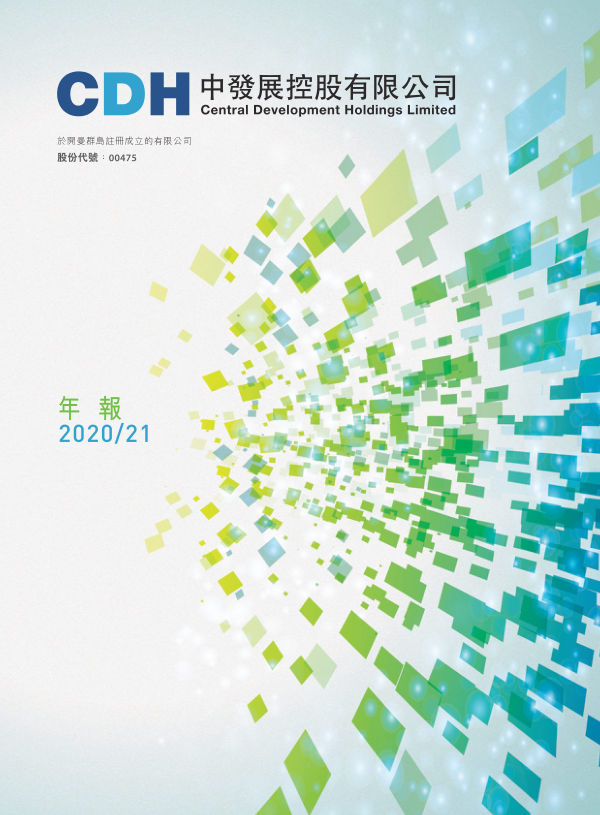 CDH 中發展控股有限公司
Central Development Holdings Limited
於開曼群島註冊成立的有限公司
股份代號：00475
年 報
2020/21